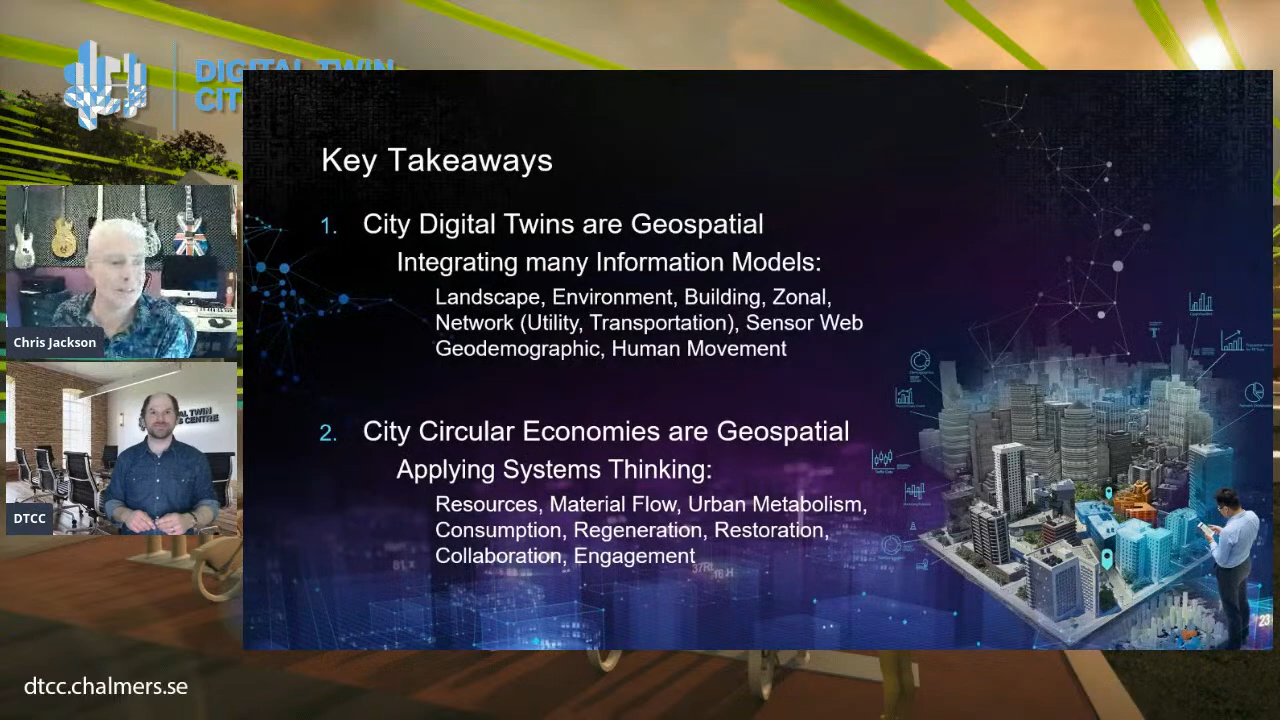 DIGITAL TWIN
CIT
Key Takeaways
1. City Digital Twins are Geospatial
Integrating many Information Models:
Landscape, Environment, Building, Zonal,
Network (Utility, Transportation), Sensor Web
Geodemographic, Human Movement
2. City Circular Economies are Geospatial
Applying Systems Thinking:
Resources, Material Flow, Urban Metabolism,
Consumption, Regeneration, Restoration,
Collaboration, Engagement
Chris Jackson
DTCC
23
dtcc.chalmers.se